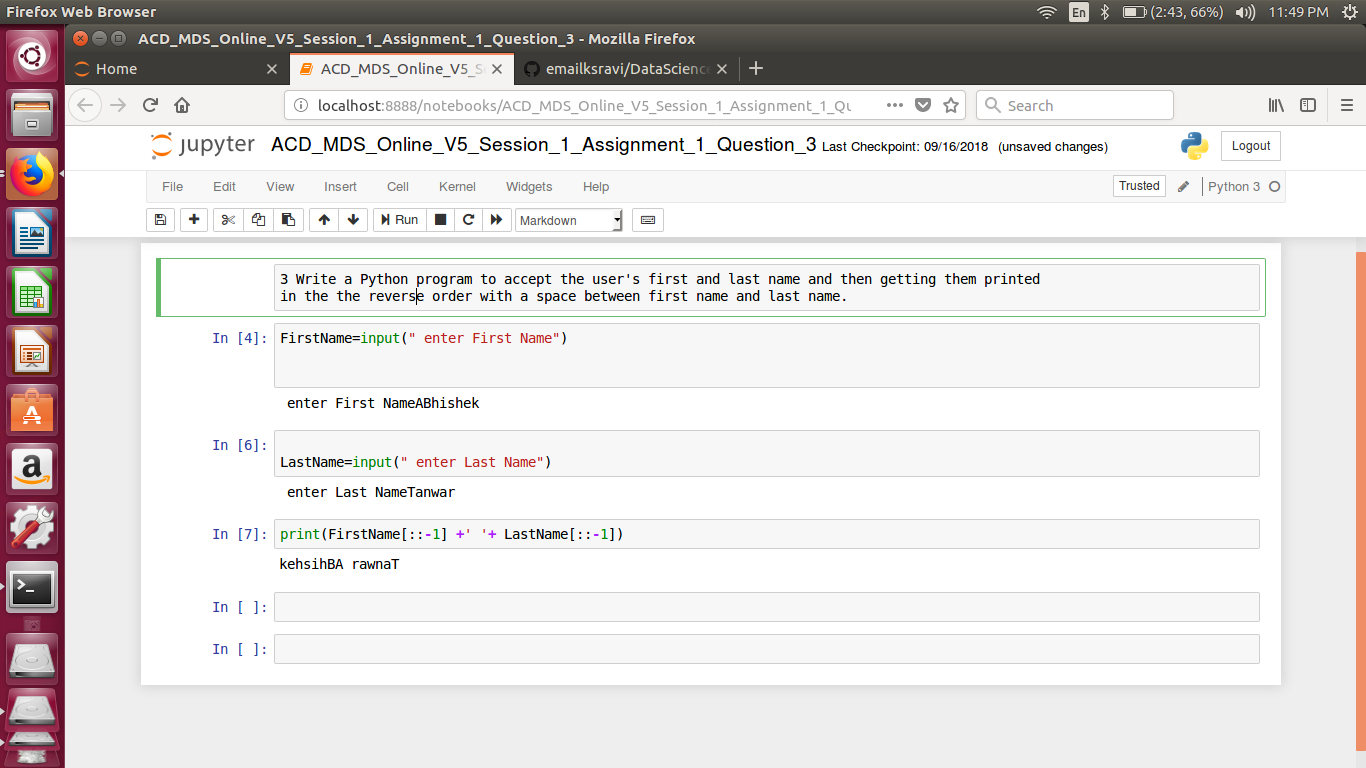 Firefox Web Browser
En
(2:43, 66%)
11:49 PM
ACD_MDS_Online_V5_Session_1_Assignment_1_Question_3 - Mozilla Firefox
Home
ACD_MDS_Online_V5_S
emailksravi/DataScience
localhost:8888/notebooks/ACD_MDS_Online_V5_Session_1_Assignment_1_Qu
Search
jupyter ACD_MDS_Online_V5_Session_1_Assignment_1_Question_3 Last Checkpoint: 09/16/2018 (unsaved changes)
Logout
File Edit View Insert Cell Kernel Widgets Help
Trusted
Python 3
Run
Markdown
3 Write a Python program to accept the user's first and last name and then getting them printed
in the the reverse order with a space between first name and last name.
In [4]: FirstName=input(" enter First Name")
enter First NameABhishek
In [6]:
LastName=input(" enter Last Name")
enter Last NameTanwar
In [7]: print(FirstName[::-1] +' '+ LastName[::-1])
kehsihBA rawnaT
In [ ]:
In [ ]: